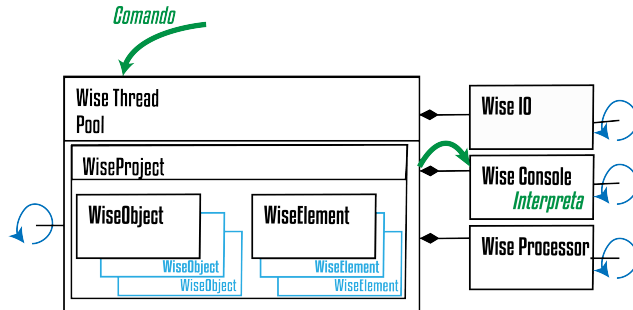 Comando
Wise Thread
Pool
WiseProject
WiseObject
WiseObject
WiseObject
WiseElement
WiseElement
WiseElement
Wise IO
Wise Console
Interpreta
Wise Processor